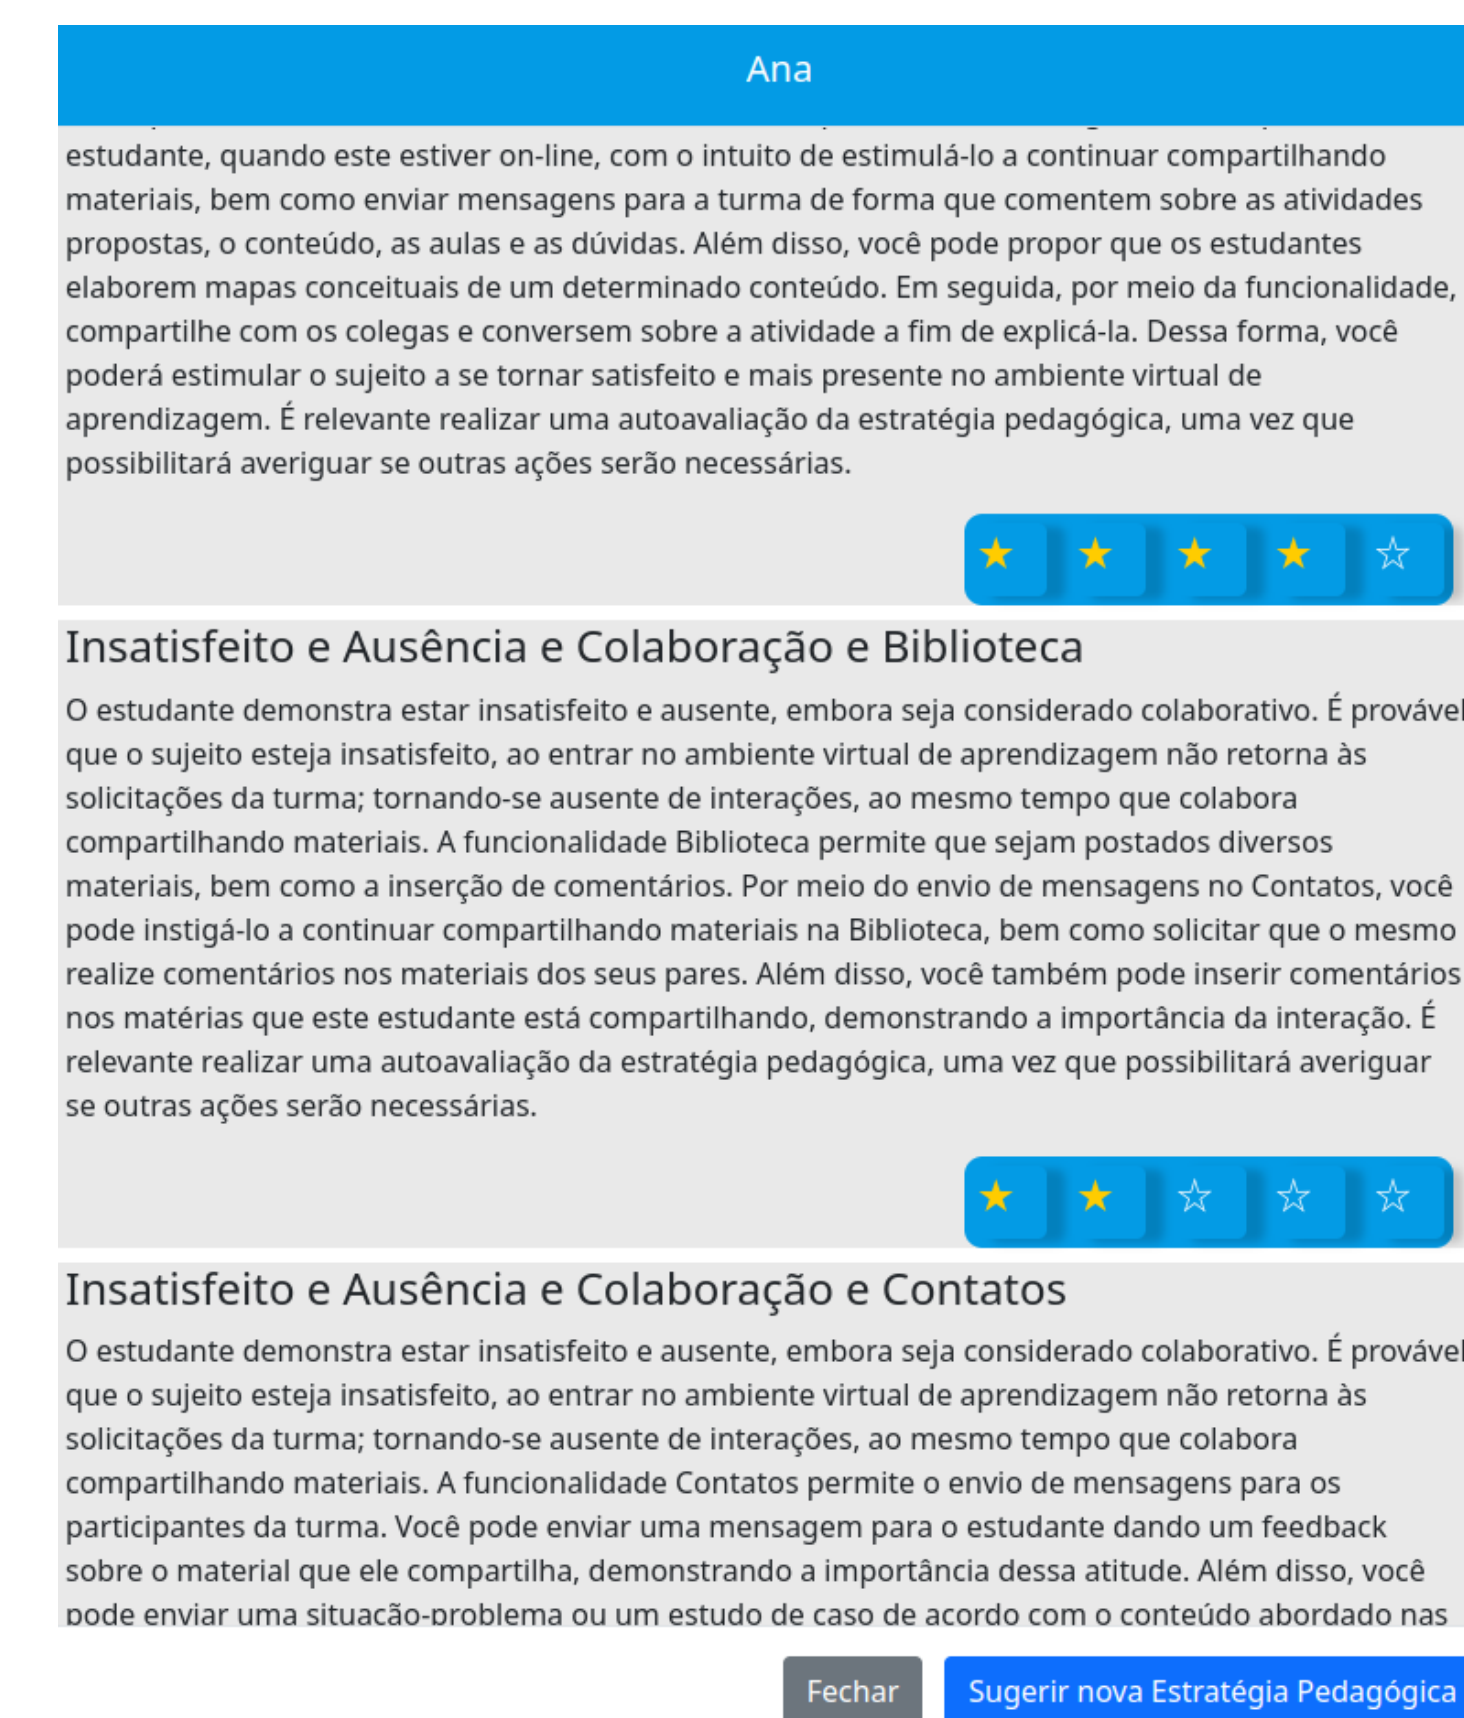 Ana
estudante, quando este estiver on-line, com o intuito de estimulá-lo a continuar compartilhando
materiais, bem como enviar mensagens para a turma de forma que comentem sobre as atividades
propostas, o conteúdo, as aulas e as dúvidas. Além disso, você pode propor que os estudantes
elaborem mapas conceituais de um determinado conteúdo. Em seguida, por meio da funcionalidade,
compartilhe com os colegas e conversem sobre a atividade a fim de explicá-la. Dessa forma, você
poderá estimular o sujeito a se tornar satisfeito e mais presente no ambiente virtual de
aprendizagem. É relevante realizar uma autoavaliação da estratégia pedagógica, uma vez que
possibilitará averiguar se outras ações serão necessárias.
Insatisfeito e Ausência e Colaboração e Biblioteca
O estudante demonstra estar insatisfeito e ausente, embora seja considerado colaborativo. É provável
que o sujeito esteja insatisfeito, ao entrar no ambiente virtual de aprendizagem não retorna às
solicitações da turma; tornando-se ausente de interações, ao mesmo tempo que colabora
compartilhando materiais. A funcionalidade Biblioteca permite que sejam postados diversos
materiais, bem como a inserção de comentários. Por meio do envio de mensagens no Contatos, você
pode instigá-lo a continuar compartilhando materiais na Biblioteca, bem como solicitar que o mesmo
realize comentários nos materiais dos seus pares. Além disso, você também pode inserir comentários
nos matérias que este estudante está compartilhando, demonstrando a importância da interação. É
relevante realizar uma autoavaliação da estratégia pedagógica, uma vez que possibilitará averiguar
se outras ações serão necessárias.
Insatisfeito e Ausência e Colaboração e Contatos
O estudante demonstra estar insatisfeito e ausente, embora seja considerado colaborativo. É provável
que o sujeito esteja insatisfeito, ao entrar no ambiente virtual de aprendizagem não retorna às
solicitações da turma; tornando-se ausente de interações, ao mesmo tempo que colabora
compartilhando materiais. A funcionalidade Contatos permite o envio de mensagens para os
participantes da turma. Você pode enviar uma mensagem para o estudante dando um feedback
sobre o material que ele compartilha, demonstrando a importância dessa atitude. Além disso, você
pode enviar uma situação-problema ou um estudo de caso de acordo com o conteúdo abordado nas
Fechar
Sugerir nova Estratégia Pedagógica